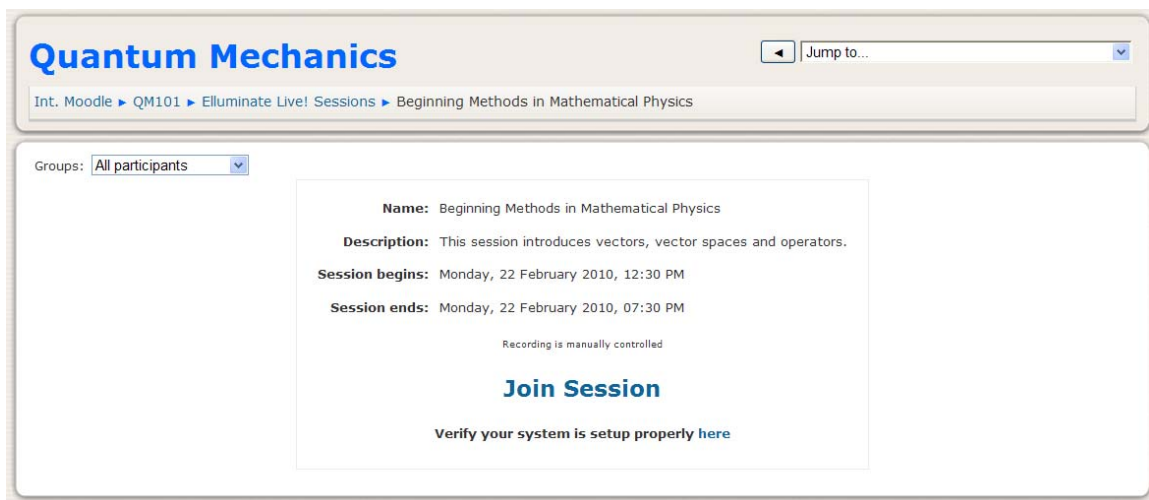 Quantum Mechanics
◄ Jump to...
Int. Moodle ► QM101 ► Elluminate Live! Sessions ► Beginning Methods in Mathematical Physics
Groups: All participants
Name: Beginning Methods in Mathematical Physics
Description: This session introduces vectors, vector spaces and operators.
Session begins: Monday, 22 February 2010, 12:30 PM
Session ends: Monday, 22 February 2010, 07:30 PM
Recording is manually controlled
Join Session
Verify your system is setup properly here